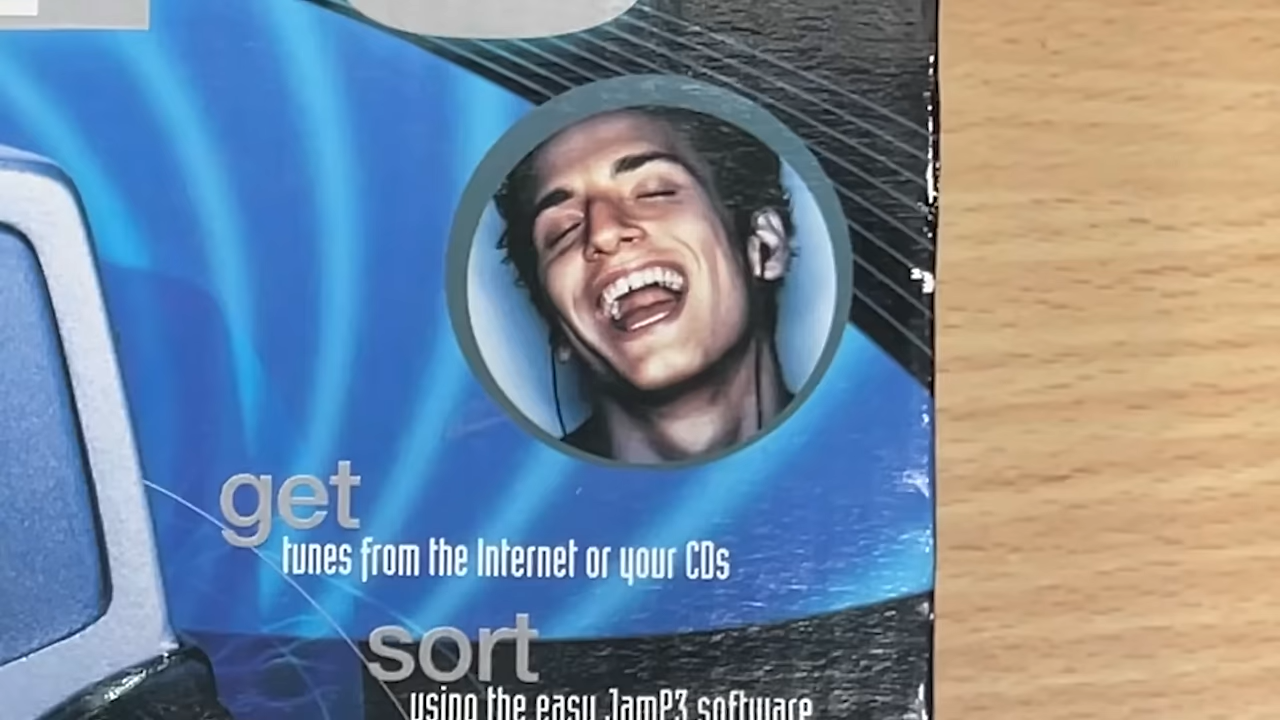 get
tunes from the Internet or your CDs
sort
using the easy JamP3 software